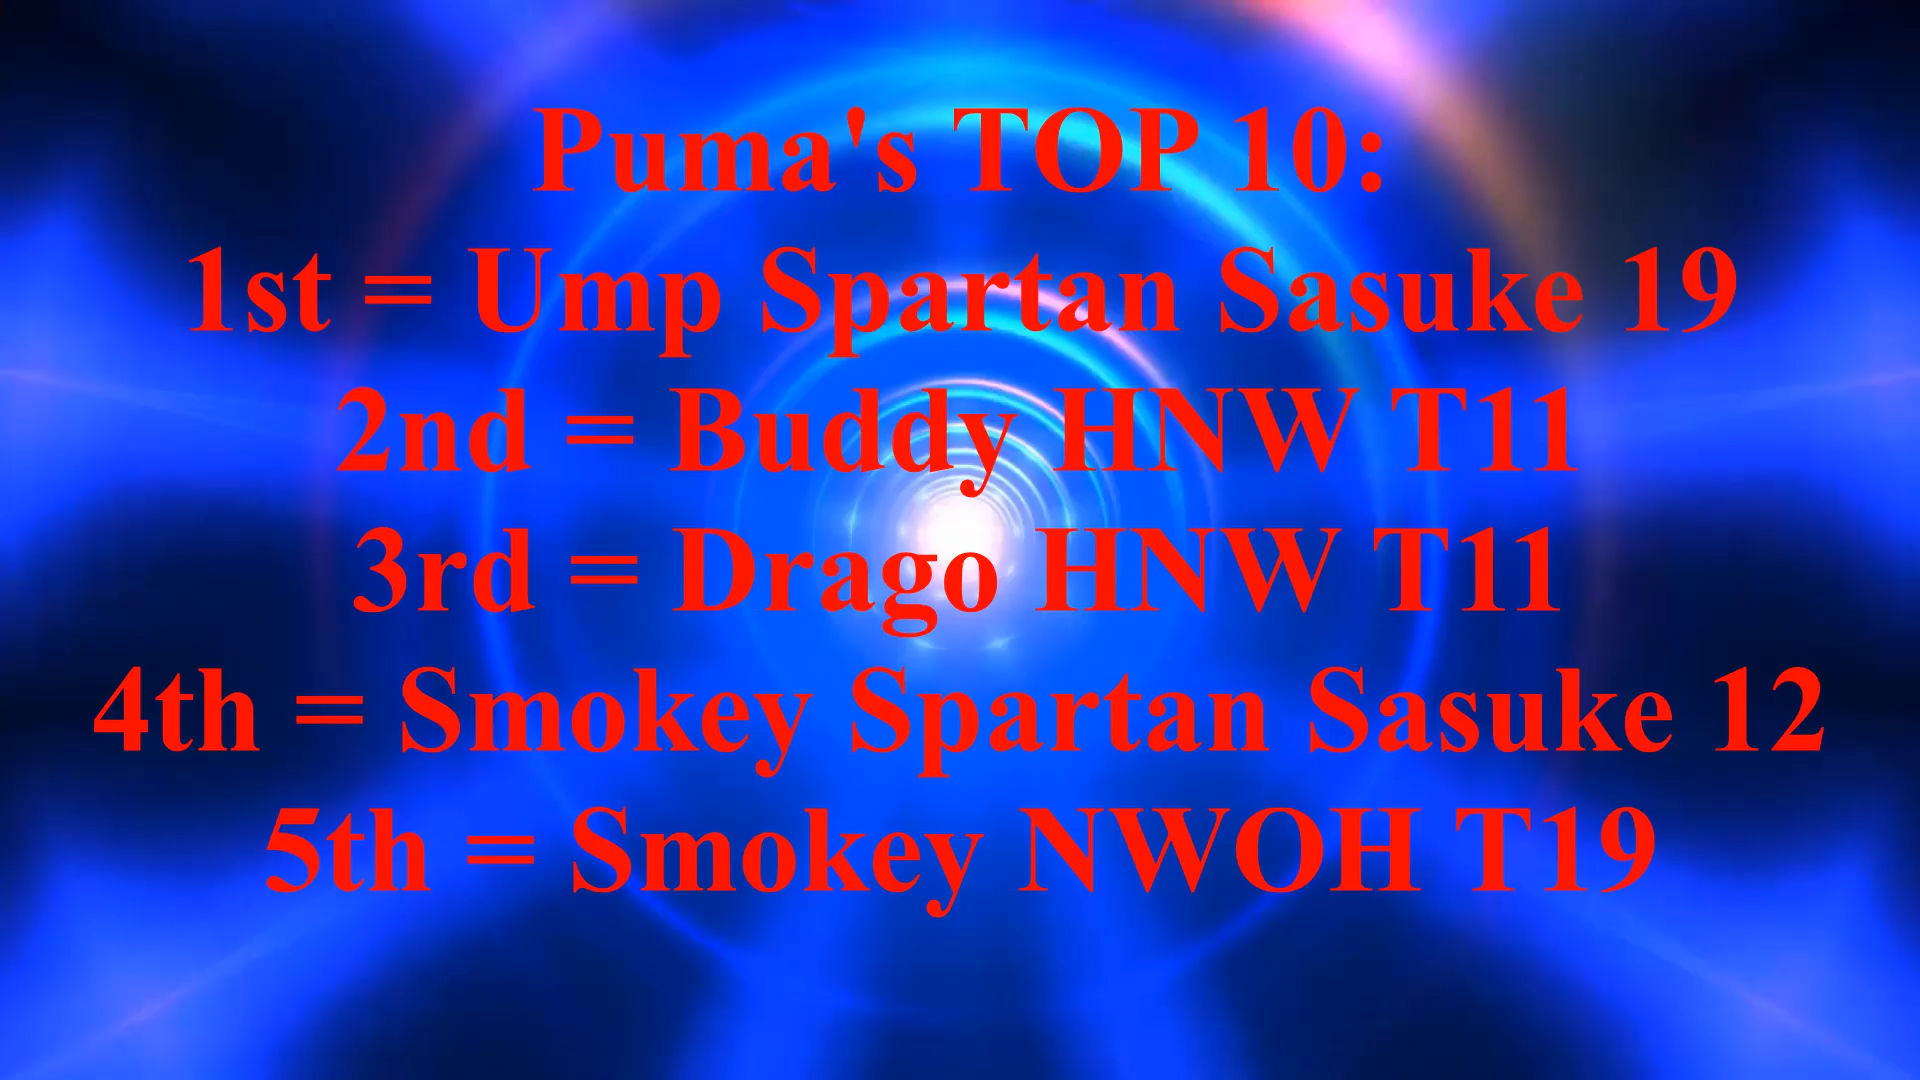 Puma's TOP 10:
1st = Ump Spartan Sasuke 19
2nd = Buddy HNW T11
3rd = Drago HNW T11
4th = Smokey Spartan Sasuke 12
5th = Smokey NWOH T19